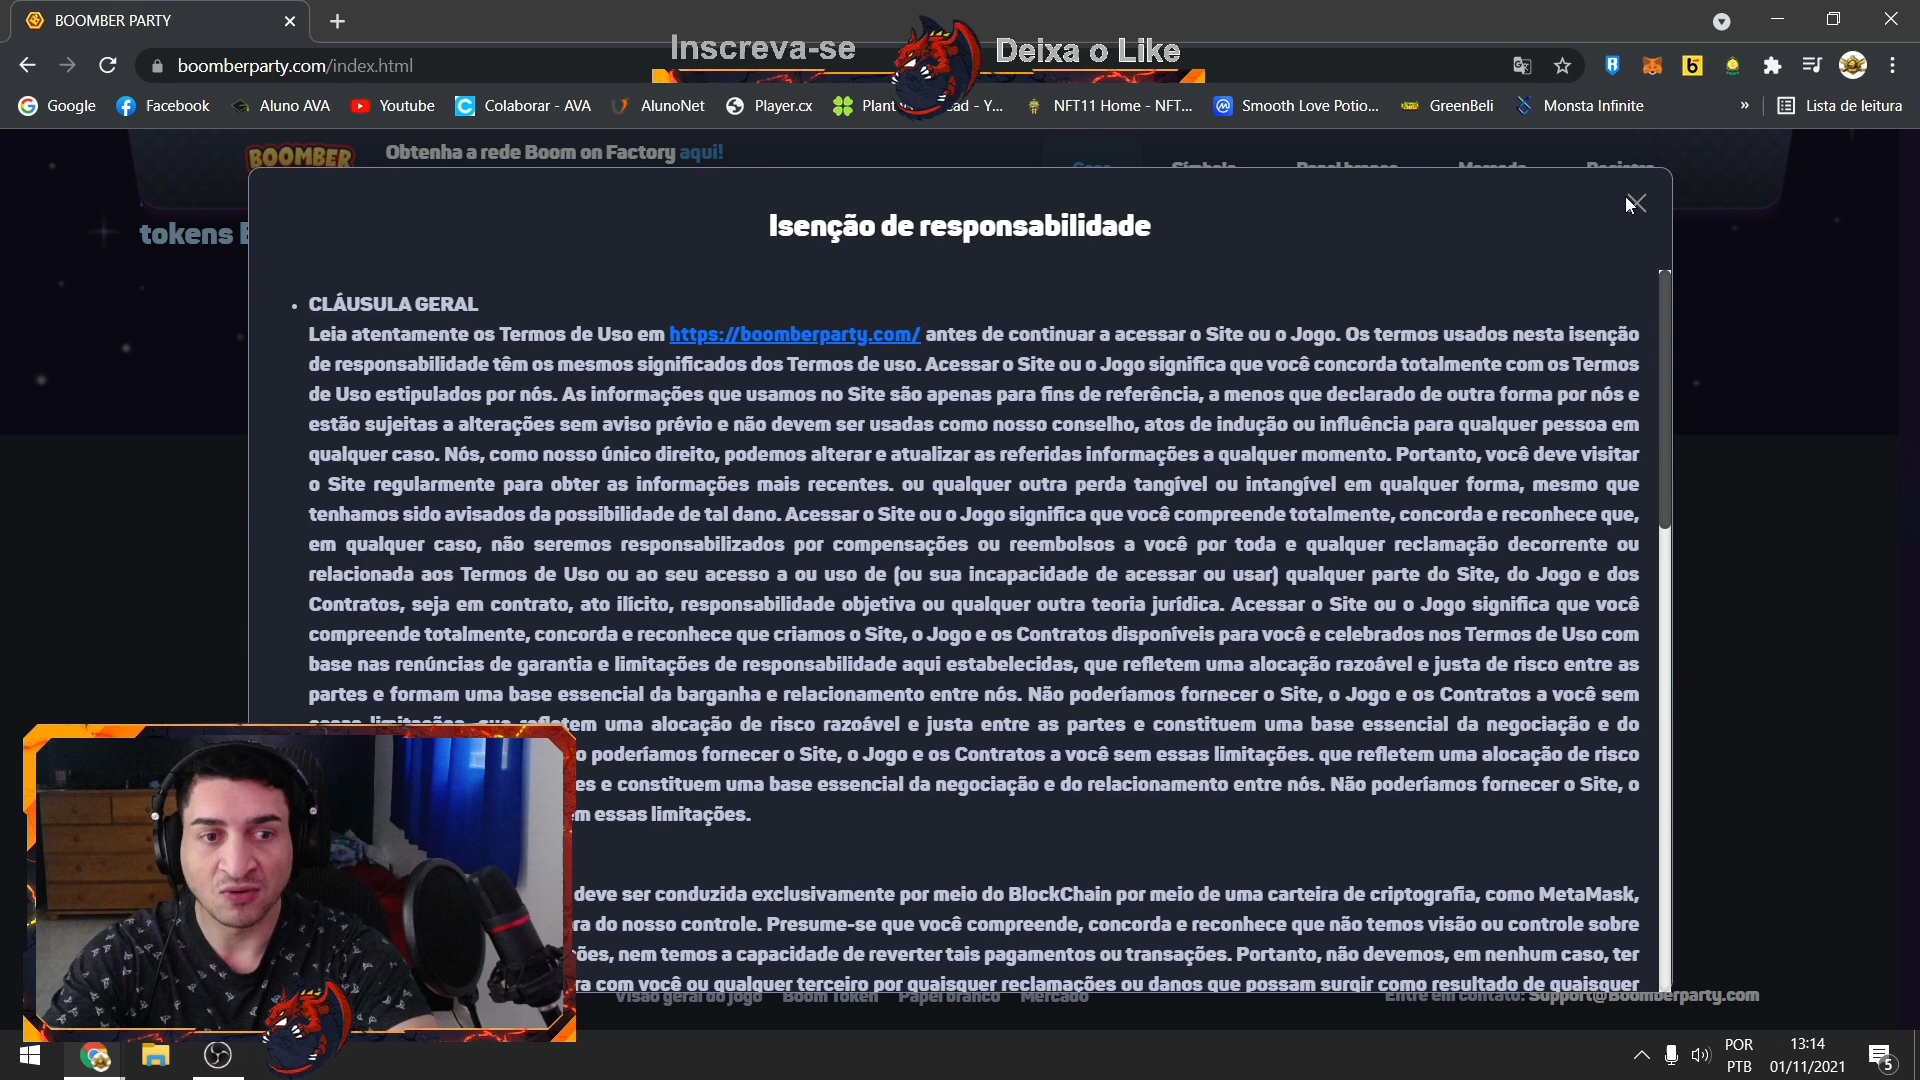 BOOMBER PARTY
Inscreva-se
Deixa o Like
boomberparty.com/index.html
Google
Facebook
Aluno AVA
Youtube
Colaborar - AVA
AlunoNet
Player.cx
ad - Y...
NFT11 Home - NFT...
Smooth Love Potio...
GreenBeli
Monsta Infinite
»
Lista de leitura
BOOMBER
Obtenha a rede Boom on Factory aqui!
Casa
Símbolo
Papel branco
Mercado
Registro
tokens
Isenção de responsabilidade
• CLÁUSULA GERAL
Leia atentamente os Termos de Uso em https://boomberparty.com/ antes de continuar a acessar o Site ou o Jogo. Os termos usados nesta isenção
de responsabilidade têm os mesmos significados dos Termos de uso. Acessar o Site ou o Jogo significa que você concorda totalmente com os Termos
de Uso estipulados por nós. As informações que usamos no Site são apenas para fins de referência, a menos que declarado de outra forma por nós e
estão sujeitas a alterações sem aviso prévio e não devem ser usadas como nosso conselho, atos de indução ou influência para qualquer pessoa em
qualquer caso. Nós, como nosso único direito, podemos alterar e atualizar as referidas informações a qualquer momento. Portanto, você deve visitar
o Site regularmente para obter as informações mais recentes. ou qualquer outra perda tangível ou intangível em qualquer forma, mesmo que
tenhamos sido avisados da possibilidade de tal dano. Acessar o Site ou o Jogo significa que você compreende totalmente, concorda e reconhece que,
em qualquer caso, não seremos responsabilizados por compensações ou reembolsos a você por toda e qualquer reclamação decorrente ou
relacionada aos Termos de Uso ou ao seu acesso a ou uso de (ou sua incapacidade de acessar ou usar) qualquer parte do Site, do Jogo e dos
Contratos, seja em contrato, ato ilícito, responsabilidade objetiva ou qualquer outra teoria jurídica. Acessar o Site ou o Jogo significa que você
compreende totalmente, concorda e reconhece que criamos o Site, o Jogo e os Contratos disponíveis para você e celebrados nos Termos de Uso com
base nas renúncias de garantia e limitações de responsabilidade aqui estabelecidas, que refletem uma alocação razoável e justa de risco entre as
partes e formam uma base essencial da barganha e relacionamento entre nós. Não poderíamos fornecer o Site, o Jogo e os Contratos a você sem
essas limitações. que refletem uma alocação de risco razoável e justa entre as partes e constituem uma base essencial da negociação e do
o poderíamos fornecer o Site, o Jogo e os Contratos a você sem essas limitações. que refletem uma alocação de risco
es e constituem uma base essencial da negociação e do relacionamento entre nós. Não poderíamos fornecer o Site, o
m essas limitações.
deve ser conduzida exclusivamente por meio do BlockChain por meio de uma carteira de criptografia, como MetaMask,
ra do nosso controle. Presume-se que você compreende, concorda e reconhece que não temos visão ou controle sobre
ões, nem temos a capacidade de reverter tais pagamentos ou transações. Portanto, não devemos, em nenhum caso, ter
ra com você ou qualquer terceiro por quaisquer reclamações ou danos que possam surgir como resultado de quaisquer
Visão geral do jogo
Boom Token
Papel branco
Mercado
Entre em contato: Support@Boomberparty.com
POR
PTB
13:14
01/11/2021
5